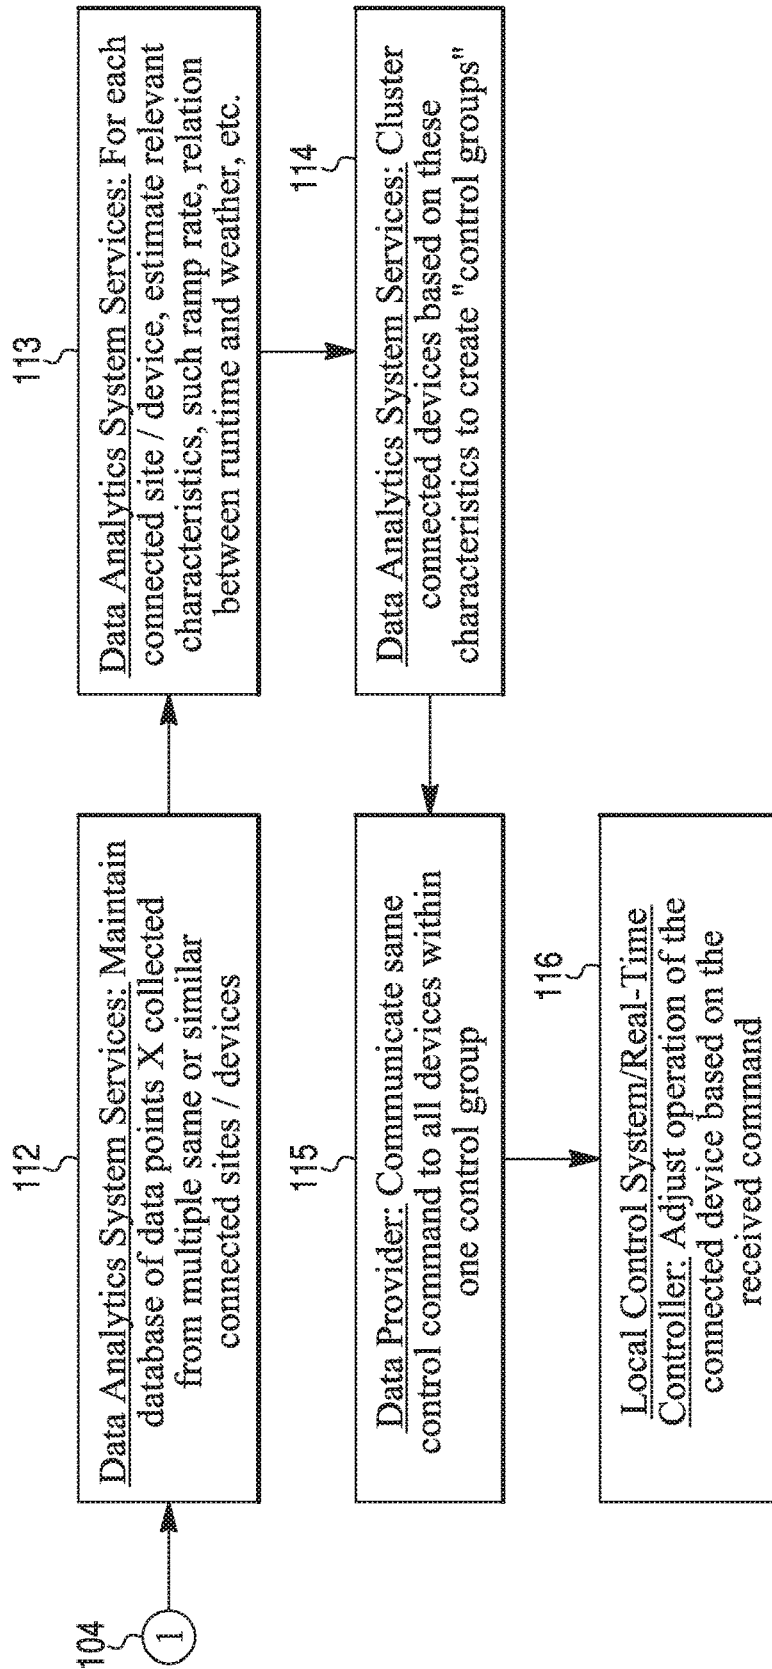 104
1
112
Data Analytics System Services: Maintain
database of data points X collected
from multiple same or similar
connected sites / devices
113
Data Analytics System Services: For each
connected site / device, estimate relevant
characteristics, such ramp rate, relation
between runtime and weather, etc.
114
Data Analytics System Services: Cluster
connected devices based on these
characteristics to create "control groups"
115
Data Provider: Communicate same
control command to all devices within
one control group
116
Local Control System/Real-Time
Controller: Adjust operation of the
connected device based on the
received command